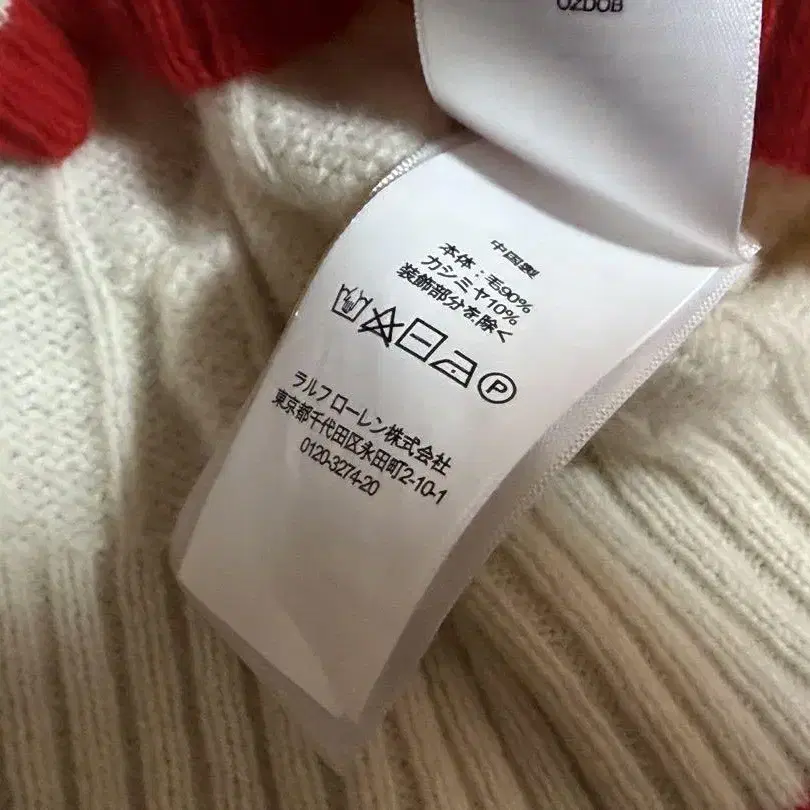 OZDOB
中国製
本体：毛90%
カシミヤ10%
装飾部分を除く
P
ラルフ ローレン株式会社
東京都千代田区永田町2-10-1
0120-3274-20